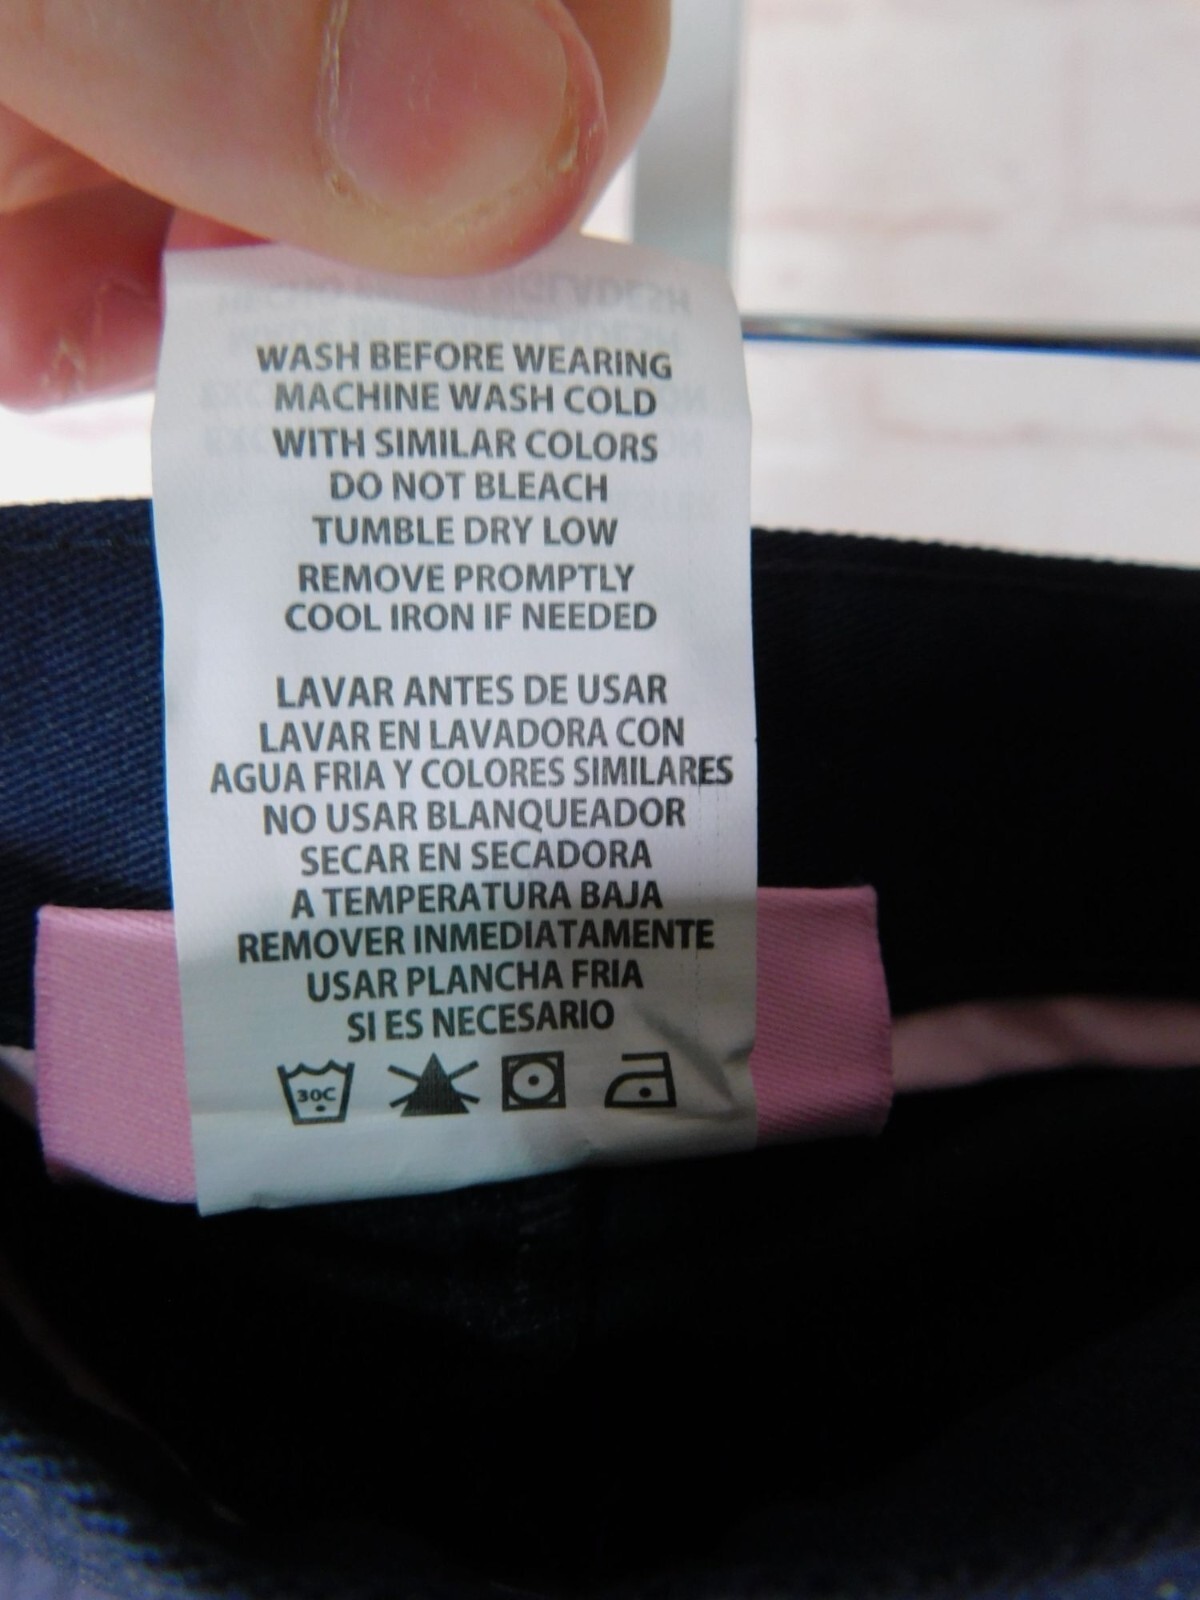 WASH BEFORE WEARING
MACHINE WASH COLD
WITH SIMILAR COLORS
DO NOT BLEACH
TUMBLE DRY LOW
REMOVE PROMPTLY
COOL IRON IF NEEDED
LAVAR ANTES DE USAR
LAVAR EN LAVADORA CON
AGUA FRIA Y COLORES SIMILARES
NO USAR BLANQUEADOR
SECAR EN SECADORA
A TEMPERATURA BAJA
REMOVER INMEDIATAMENTE
USAR PLANCHA FRIA
SI ES NECESARIO
30C